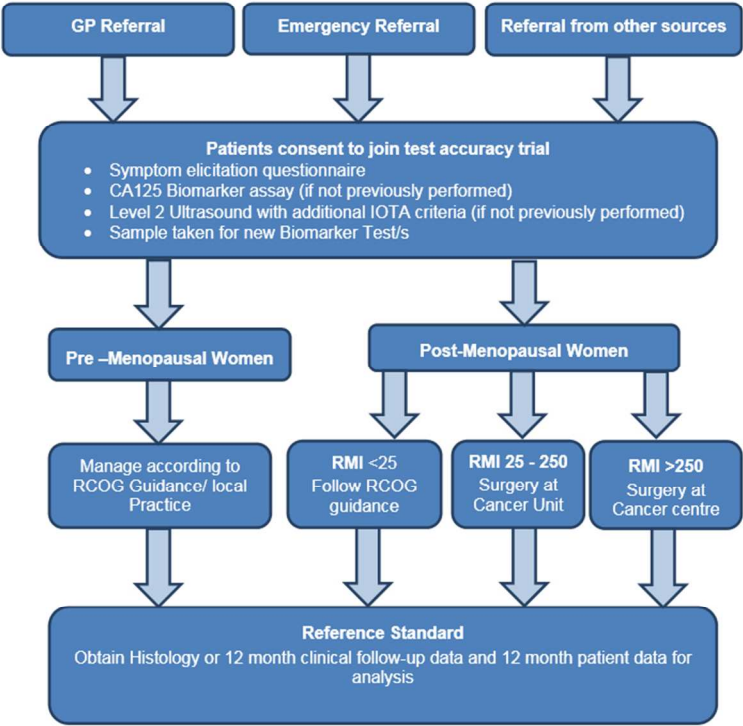 GP Referral
Emergency Referral
Referral from other sources
Patients consent to join test accuracy trial
• Symptom elicitation questionnaire
• CA125 Biomarker assay (if not previously performed)
• Level 2 Ultrasound with additional IOTA criteria (if not previously performed)
• Sample taken for new Biomarker Test/s
Pre –Menopausal Women
Post-Menopausal Women
Manage according to
RCOG Guidance/ local
Practice
RMI <25
Follow RCOG
guidance
RMI 25 - 250
Surgery at
Cancer Unit
RMI >250
Surgery at
Cancer centre
Reference Standard
Obtain Histology or 12 month clinical follow-up data and 12 month patient data for
analysis